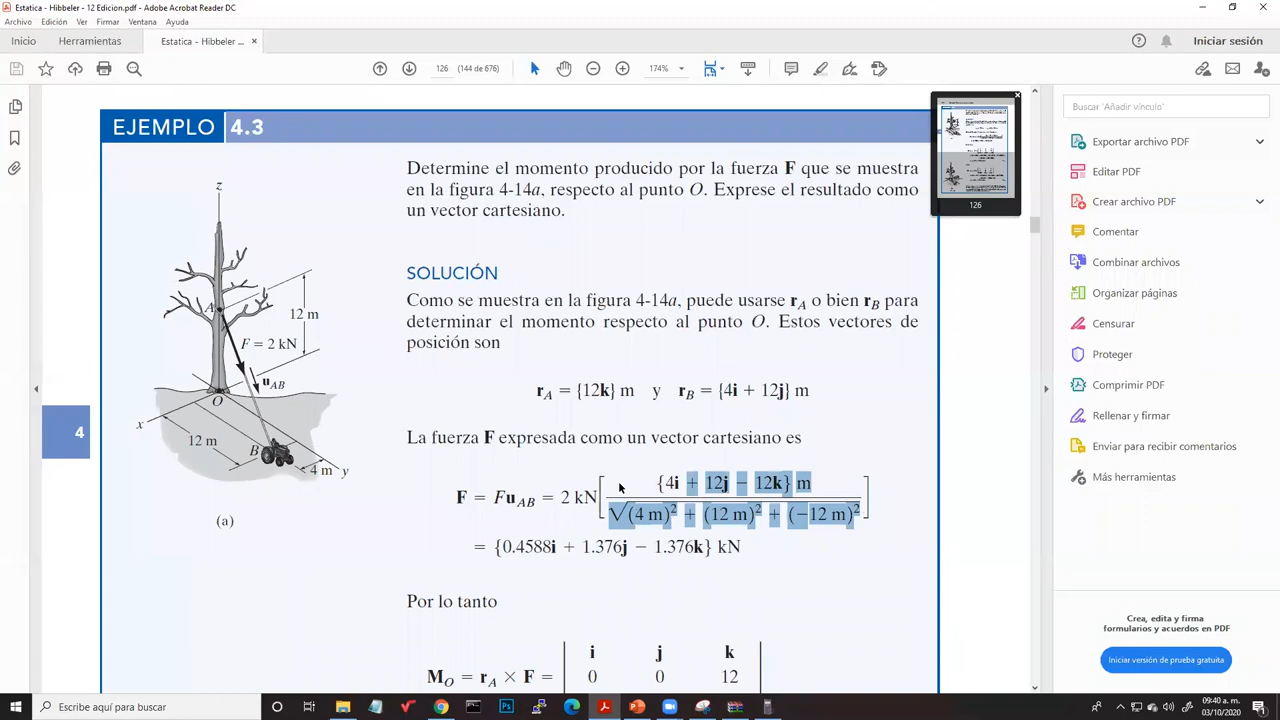 Estatica - Hibbeler - 12 Edicion.pdf - Adobe Acrobat Reader DC
Archivo Edición Ver Firmar Ventana Ayuda
Inicio Herramientas Estatica - Hibbeler ... × Iniciar sesión
126 (144 de 676) 174%
EJEMPLO 4.3
Determine el momento producido por la fuerza F que se muestra
en la figura 4-14a, respecto al punto O. Exprese el resultado como
un vector cartesiano.
SOLUCIÓN
Como se muestra en la figura 4-14a, puede usarse r_A o bien r_B para
determinar el momento respecto al punto O. Estos vectores de
posición son
r_A = {12k} m y r_B = {4i + 12j} m
La fuerza F expresada como un vector cartesiano es
F = Fu_AB = 2 kN[ {4i + 12j − 12k} m
√(4 m)² + (12 m)² + (−12 m)² ]
= {0.4588i + 1.376j − 1.376k} kN
Por lo tanto
i j k
M_O = r_A × F = 0 0 12
z
A
12 m
F = 2 kN
u_AB
O
x
12 m
B
4 m
y
(a)
4
126
Buscar 'Añadir vínculo'
Exportar archivo PDF
Editar PDF
Crear archivo PDF
Comentar
Combinar archivos
Organizar páginas
Censurar
Proteger
Comprimir PDF
Rellenar y firmar
Enviar para recibir comentarios
Más herramientas
Crea, edita y firma
formularios y acuerdos en PDF
Iniciar versión de prueba gratuita
Escribe aquí para buscar
09:40 a. m.
03/10/2020